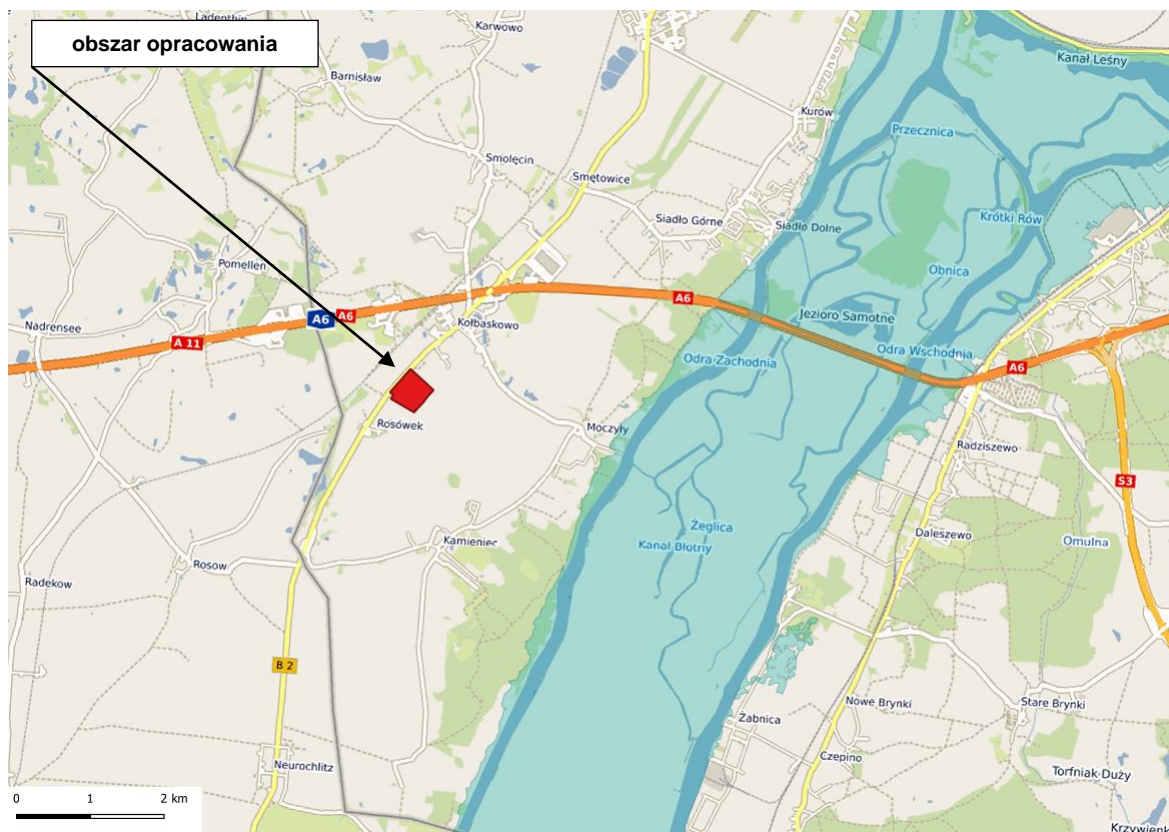 Ladenthin
Karwowo
obszar opracowania
Kanał Leśny
Barnisław
Kurów
Przecznica
Smolęcin
Smętowice
Krótki Rów
Siadło Górne
Siadło Dolne
Pomellen
Obnica
A6
A6
A6
Jezioro Samotne
Nadrensee
Kołbaskowo
A 11
Odra Zachodnia
Odra Wschodnia
A6
Rosówek
Moczyły
Radziszewo
S3
Żeglica
Daleszewo
Kamieniec
Kanał Błotny
Omulna
Rosow
Radekow
B 2
Nowe Brynki
Stare Brynki
Żabnica
Czepino
Neurochlitz
Torfniak Duży
0 1 2 km
Krzywienk